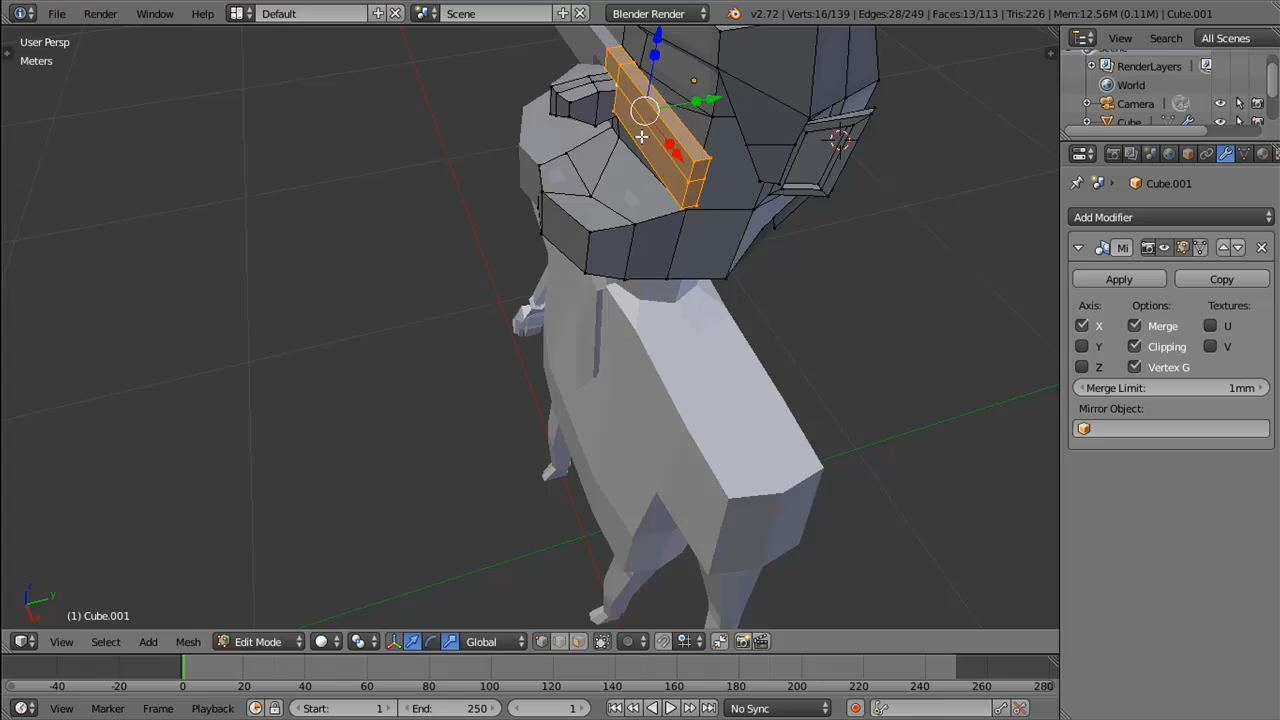 File Render Window Help Default Scene Blender Render v2.72 | Verts:16/139 | Edges:28/249 | Faces:13/113 | Tris:226 | Mem:12.56M (0.11M) | Cube.001
User Persp
Meters
View Search All Scenes
RenderLayers
World
Camera
Cube
Cube.001
Add Modifier
Mi
Apply Copy
Axis: Options: Textures:
X Merge U
Y Clipping V
Z Vertex G
Merge Limit: 1mm
Mirror Object:
z
y
x
(1) Cube.001
View Select Add Mesh Edit Mode Global
-40 -20 0 20 40 60 80 100 120 140 160 180 200 220 240 260 280
View Marker Frame Playback Start: 1 End: 250 1 No Sync